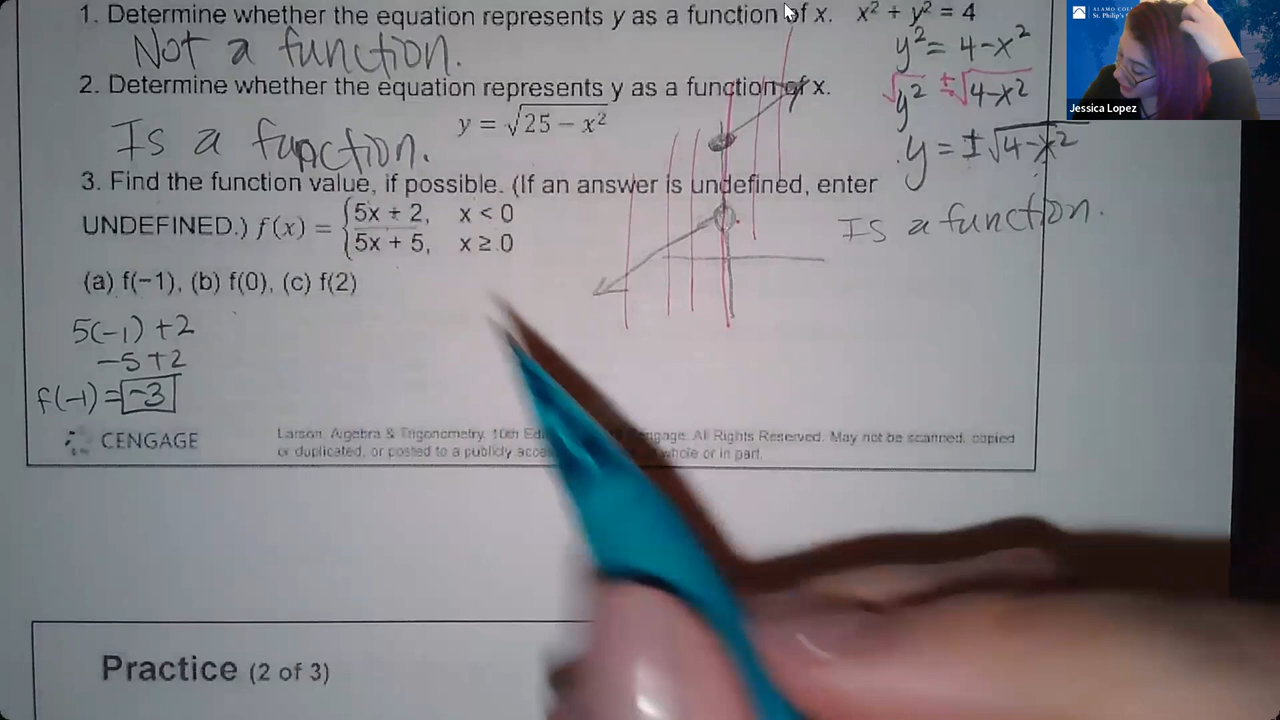 1. Determine whether the equation represents y as a function of x. x² + y² = 4
Not a function.
y² = 4-x²
2. Determine whether the equation represents y as a function of x.
√y² ±√4-x²
y = √25 − x²
Is a function.
y = ±√4-x²
3. Find the function value, if possible. (If an answer is undefined, enter
UNDEFINED.) f(x) = { 5x + 2, x < 0
5x + 5, x ≥ 0
Is a function.
(a) f(−1), (b) f(0), (c) f(2)
5(-1) +2
-5+2
f(-1) = -3
CENGAGE
Larson, Algebra & Trigonometry, 10th ngage. All Rights Reserved. May not be scanned, copied
or duplicated, or posted to a publicly whole or in part.
Practice (2 of 3)
ALAMO
St. Philip's
Jessica Lopez